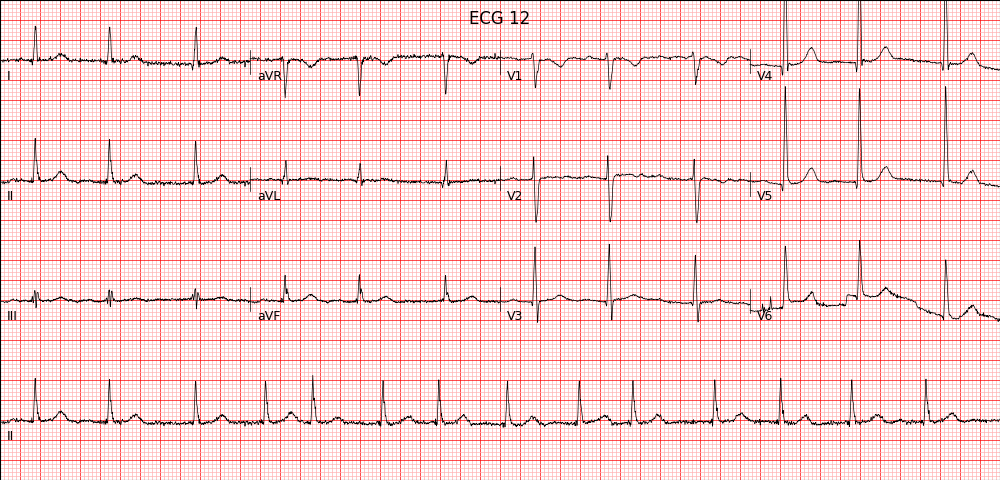 ECG 12
I aVR V1 V4
II aVL V2 V5
III aVF V3 V6
II